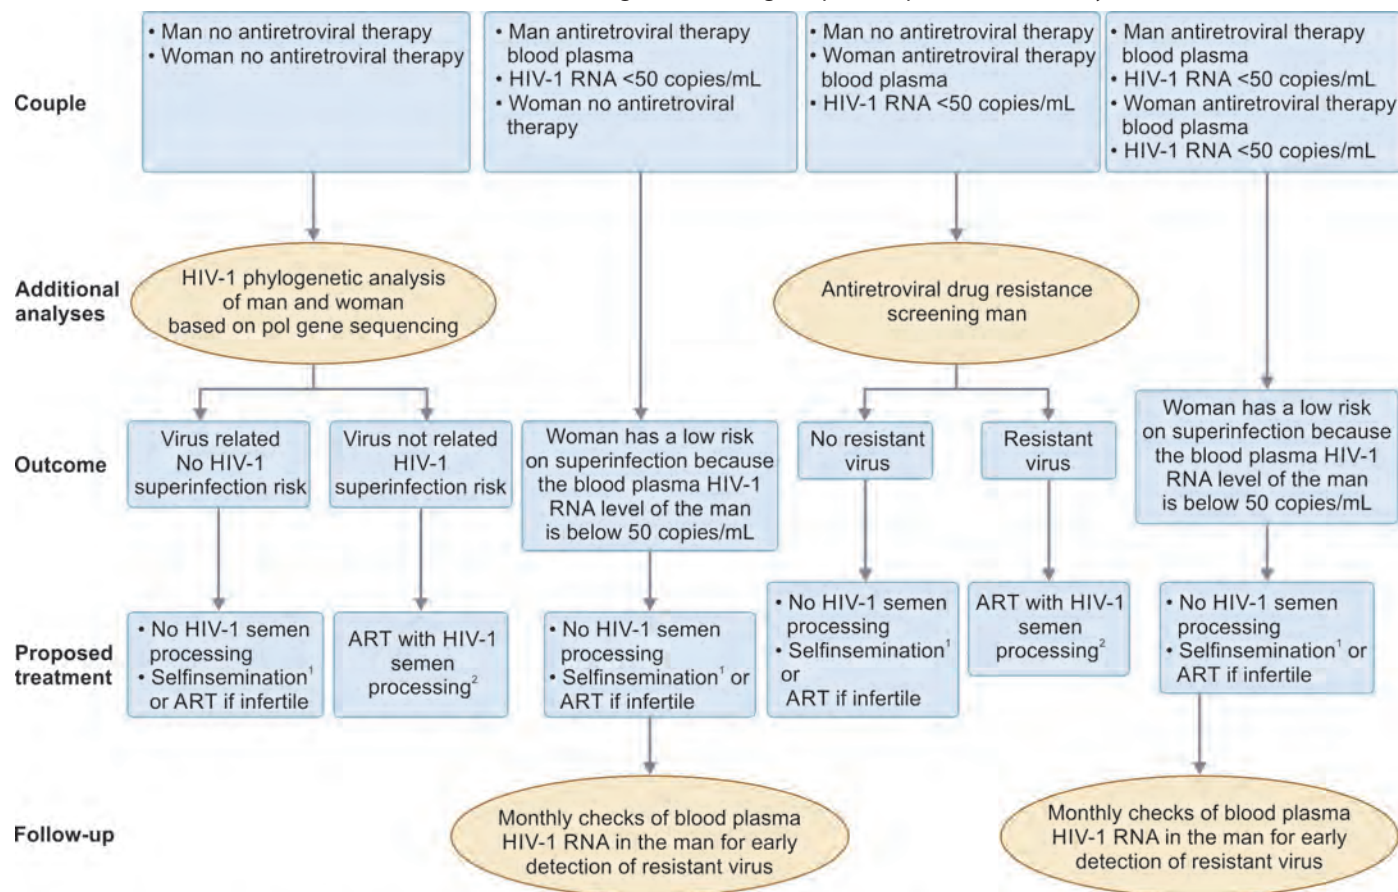 Couple
• Man no antiretroviral therapy
• Woman no antiretroviral therapy
• Man antiretroviral therapy
blood plasma
• HIV-1 RNA <50 copies/mL
• Woman no antiretroviral
therapy
• Man no antiretroviral therapy
• Woman antiretroviral therapy
blood plasma
• HIV-1 RNA <50 copies/mL
• Man antiretroviral therapy
blood plasma
• HIV-1 RNA <50 copies/mL
• Woman antiretroviral therapy
blood plasma
• HIV-1 RNA <50 copies/mL
Additional
analyses
HIV-1 phylogenetic analysis
of man and woman
based on pol gene sequencing
Antiretroviral drug resistance
screening man
Outcome
Virus related
No HIV-1
superinfection risk
Virus not related
HIV-1
superinfection risk
Woman has a low risk
on superinfection because
the blood plasma HIV-1
RNA level of the man
is below 50 copies/mL
No resistant
virus
Resistant
virus
Woman has a low risk
on superinfection because
the blood plasma HIV-1
RNA level of the man
is below 50 copies/mL
Proposed
treatment
• No HIV-1 semen
processing
• Selfinsemination¹
or ART if infertile
ART with HIV-1
semen
processing²
• No HIV-1 semen
processing
• Selfinsemination¹ or
ART if infertile
• No HIV-1 semen
processing
• Selfinsemination¹
or
ART if infertile
ART with HIV-1
semen
processing²
• No HIV-1 semen
processing
• Selfinsemination¹ or
ART if infertile
Follow-up
Monthly checks of blood plasma
HIV-1 RNA in the man for early
detection of resistant virus
Monthly checks of blood plasma
HIV-1 RNA in the man for early
detection of resistant virus